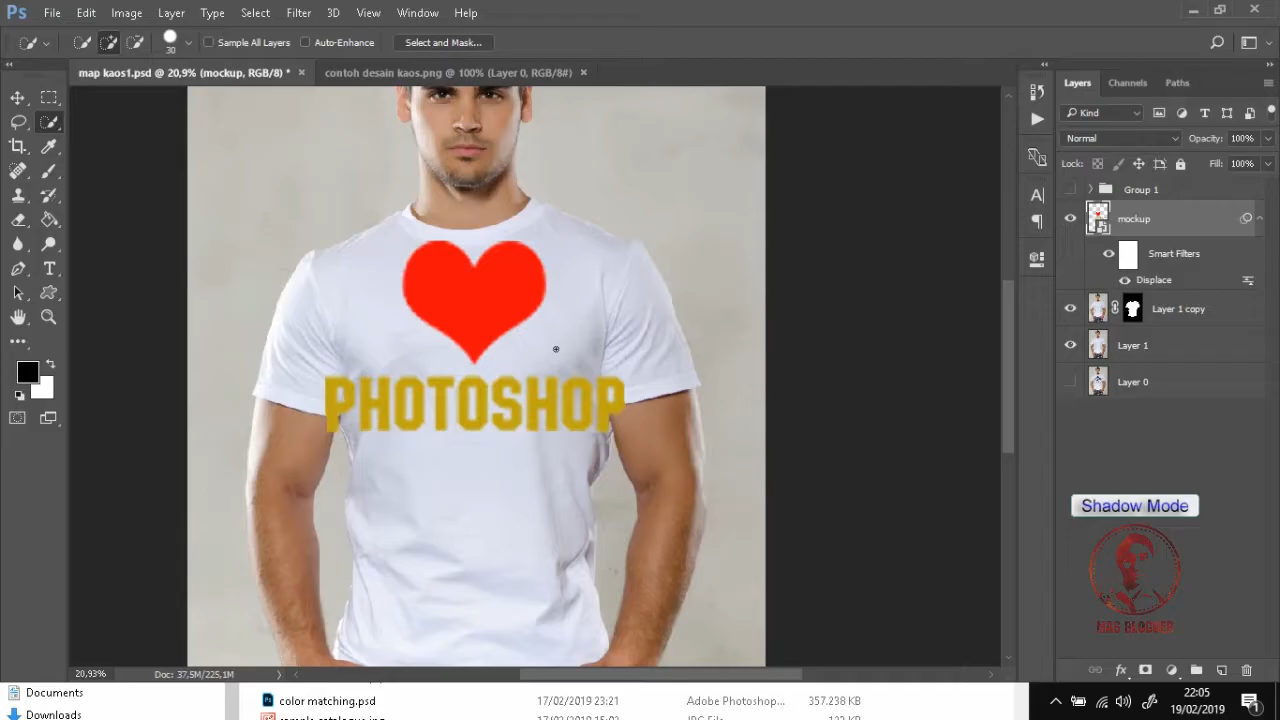 Ps File Edit Image Layer Type Select Filter 3D View Window Help
30 Sample All Layers Auto-Enhance Select and Mask...
map kaos1.psd @ 20,9% (mockup, RGB/8) * × contoh desain kaos.png @ 100% (Layer 0, RGB/8#) ×
Layers Channels Paths
Kind
Normal Opacity: 100%
Lock: Fill: 100%
Group 1
mockup
Smart Filters
Displace
Layer 1 copy
Layer 1
Layer 0
PHOTOSHOP
Shadow Mode
MAS BLOGGER
20,93% Doc: 37,5M/225,1M
Documents
Downloads
color matching.psd 17/02/2019 23:21 Adobe Photoshop... 357.238 KB
22:05
19/02/2019